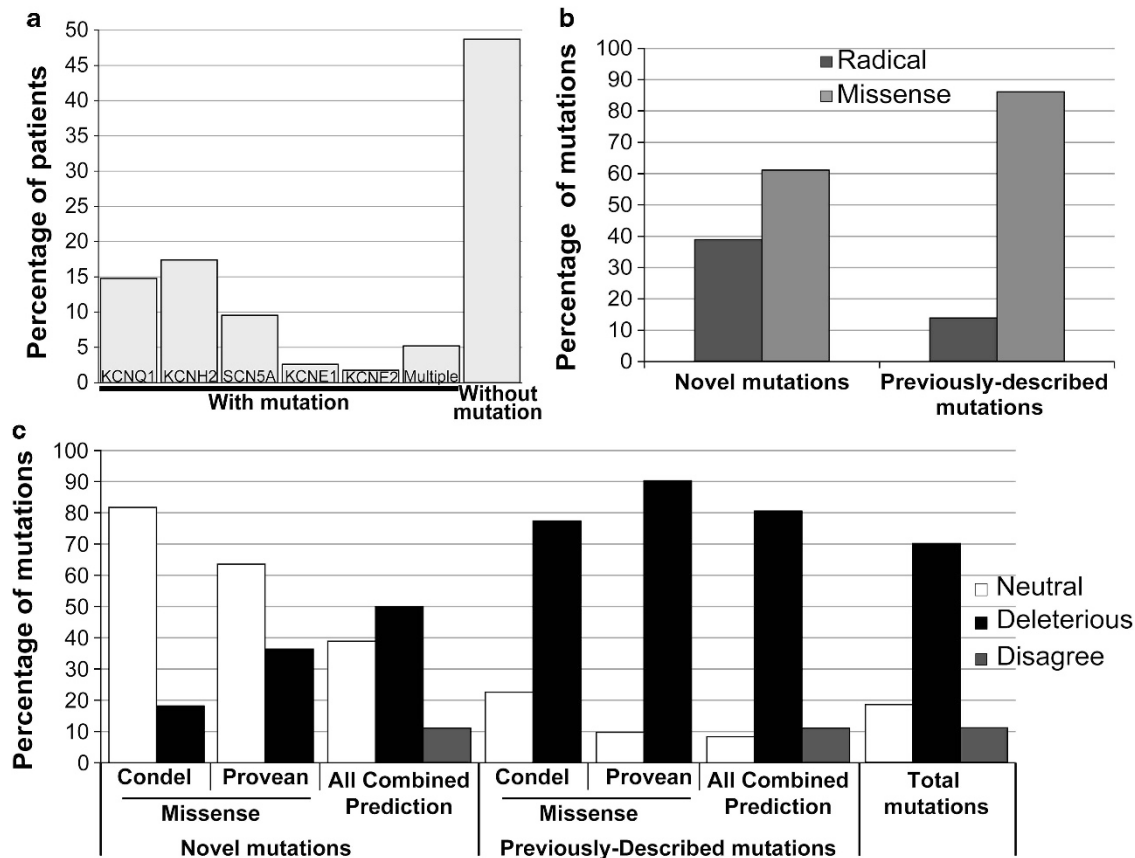 a
50
45
40
35
30
25
20
15
10
5
0
Percentage of patients
KCNQ1 KCNH2 SCN5A KCNE1 KCNE2 Multiple
With mutation
Without
mutation
b
100
90
80
70
60
50
40
30
20
10
0
Percentage of mutations
Radical
Missense
Novel mutations
Previously-described
mutations
c
100
90
80
70
60
50
40
30
20
10
0
Percentage of mutations
Neutral
Deleterious
Disagree
Condel Provean All Combined
Prediction
Missense
Novel mutations
Condel Provean All Combined
Prediction
Missense
Previously-Described mutations
Total
mutations